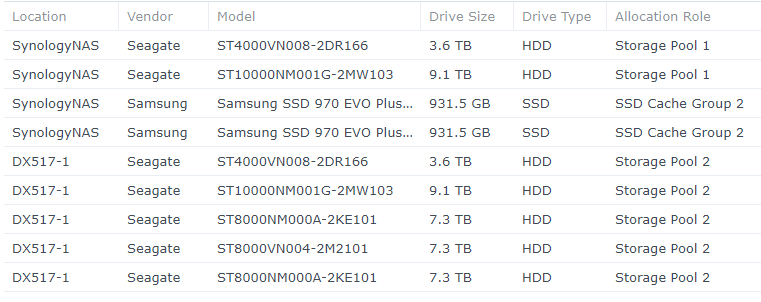 Location Vendor Model Drive Size Drive Type Allocation Role
SynologyNAS Seagate ST4000VN008-2DR166 3.6 TB HDD Storage Pool 1
SynologyNAS Seagate ST10000NM001G-2MW103 9.1 TB HDD Storage Pool 1
SynologyNAS Samsung Samsung SSD 970 EVO Plus... 931.5 GB SSD SSD Cache Group 2
SynologyNAS Samsung Samsung SSD 970 EVO Plus... 931.5 GB SSD SSD Cache Group 2
DX517-1 Seagate ST4000VN008-2DR166 3.6 TB HDD Storage Pool 2
DX517-1 Seagate ST10000NM001G-2MW103 9.1 TB HDD Storage Pool 2
DX517-1 Seagate ST8000NM000A-2KE101 7.3 TB HDD Storage Pool 2
DX517-1 Seagate ST8000VN004-2M2101 7.3 TB HDD Storage Pool 2
DX517-1 Seagate ST8000NM000A-2KE101 7.3 TB HDD Storage Pool 2